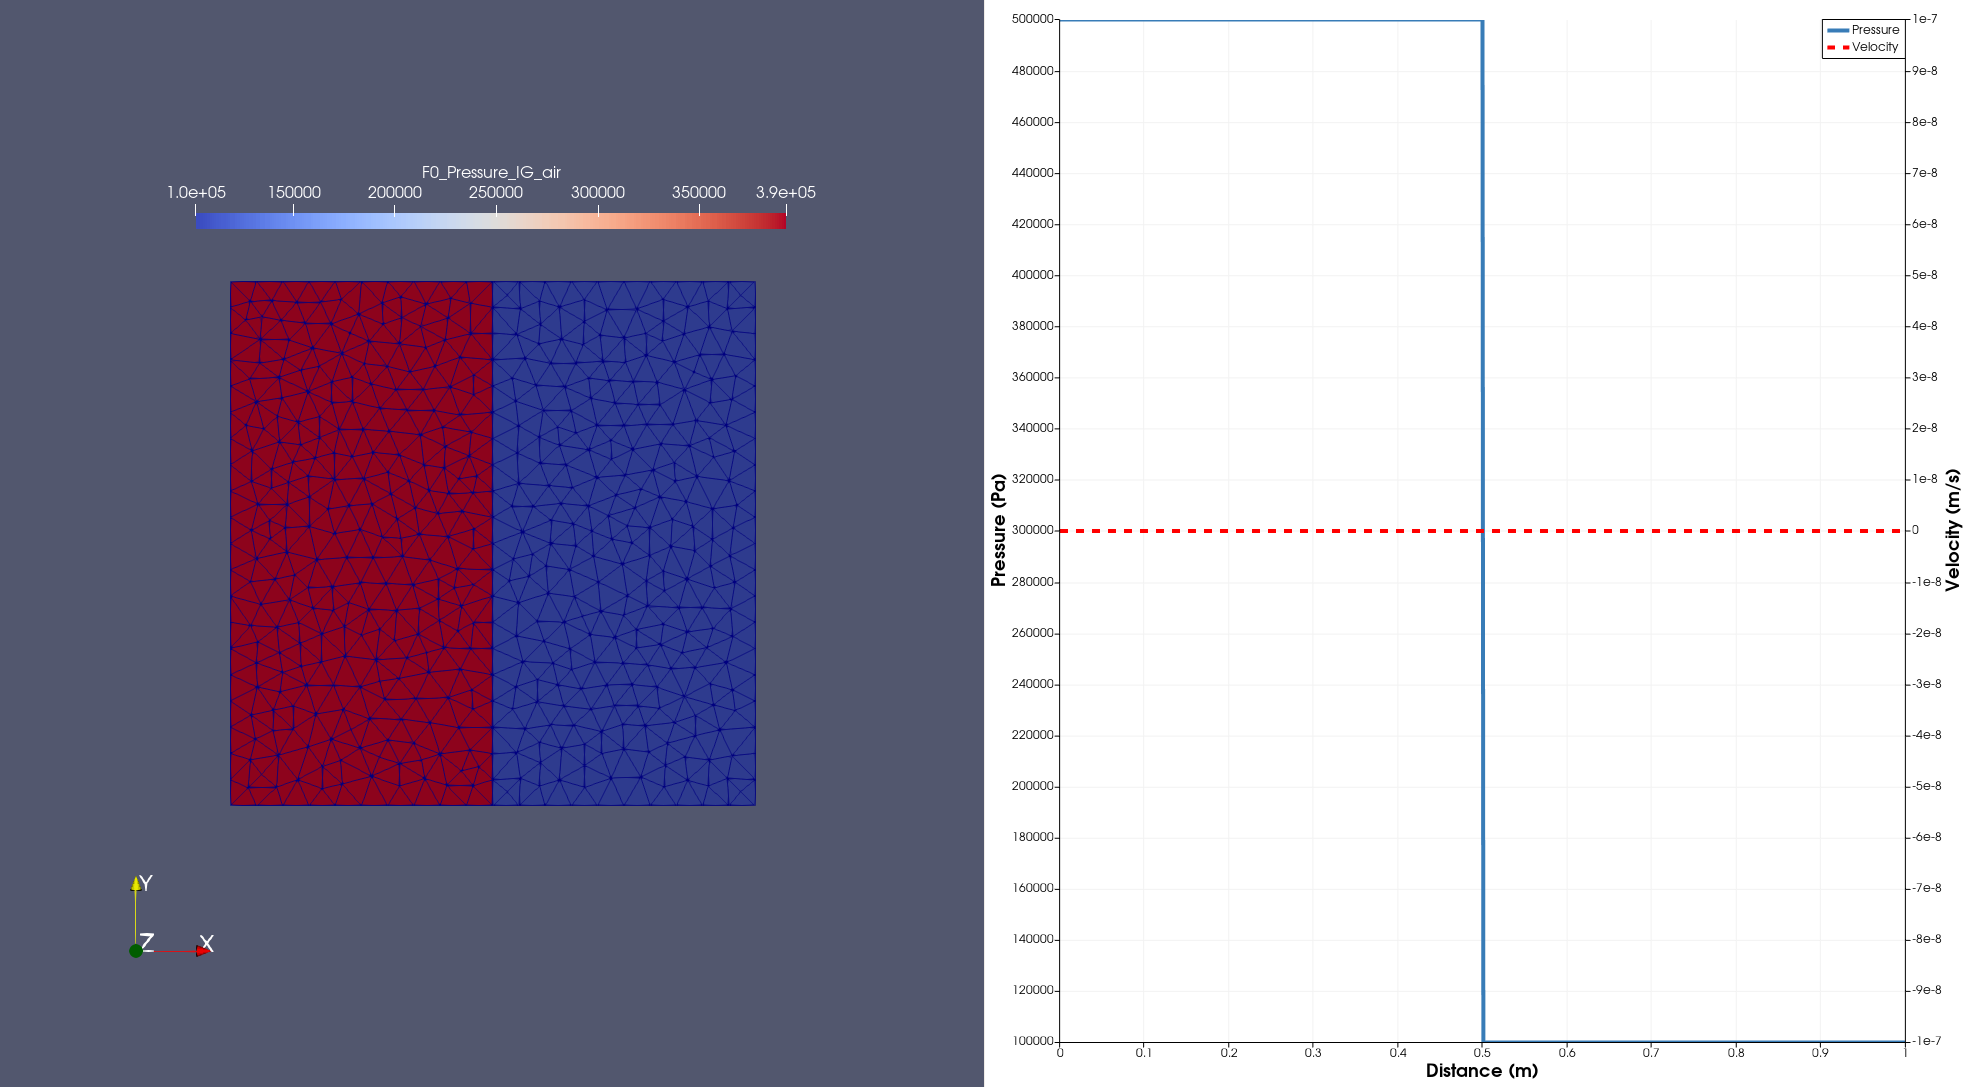 F0_Pressure_IG_air
1.0e+05 150000 200000 250000 300000 350000 3.9e+05
Y
Z X
Pressure
Velocity
500000
480000
460000
440000
420000
400000
380000
360000
340000
320000
300000
280000
260000
240000
220000
200000
180000
160000
140000
120000
100000
Pressure (Pa)
0 0.1 0.2 0.3 0.4 0.5 0.6 0.7 0.8 0.9 1
Distance (m)
1e-7
9e-8
8e-8
7e-8
6e-8
5e-8
4e-8
3e-8
2e-8
1e-8
0
-1e-8
-2e-8
-3e-8
-4e-8
-5e-8
-6e-8
-7e-8
-8e-8
-9e-8
-1e-7
Velocity (m/s)